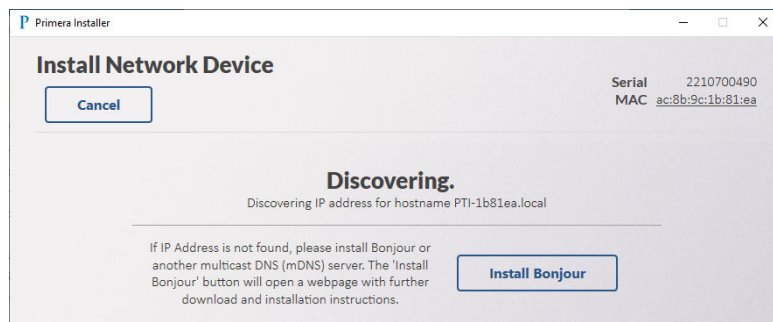 P Primera Installer
Install Network Device
Cancel
Serial 2210700490
MAC ac:8b:9c:1b:81:ea
Discovering.
Discovering IP address for hostname PTI-1b81ea.local
If IP Address is not found, please install Bonjour or
another multicast DNS (mDNS) server. The 'Install
Bonjour' button will open a webpage with further
download and installation instructions.
Install Bonjour